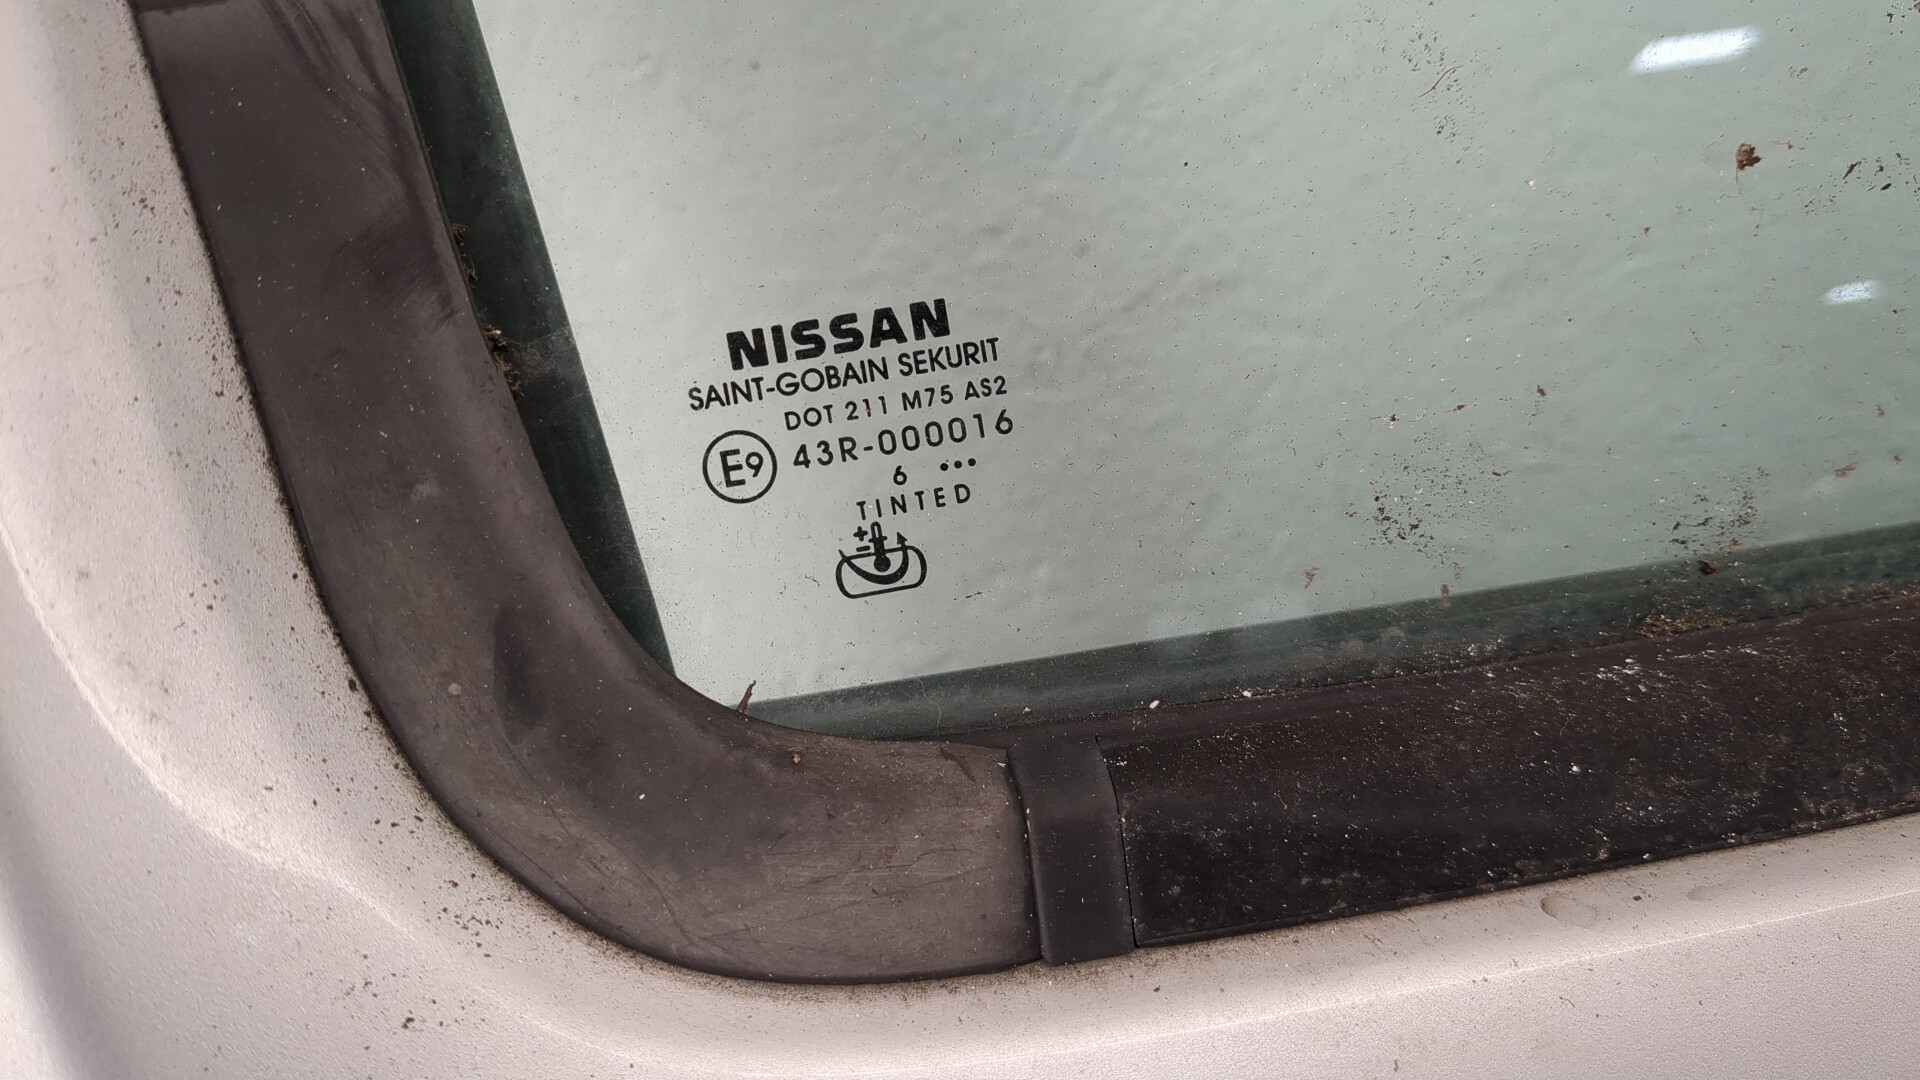 NISSAN
SAINT-GOBAIN SEKURIT
DOT 211 M75 AS2
E9 43R-000016
6 •••
TINTED